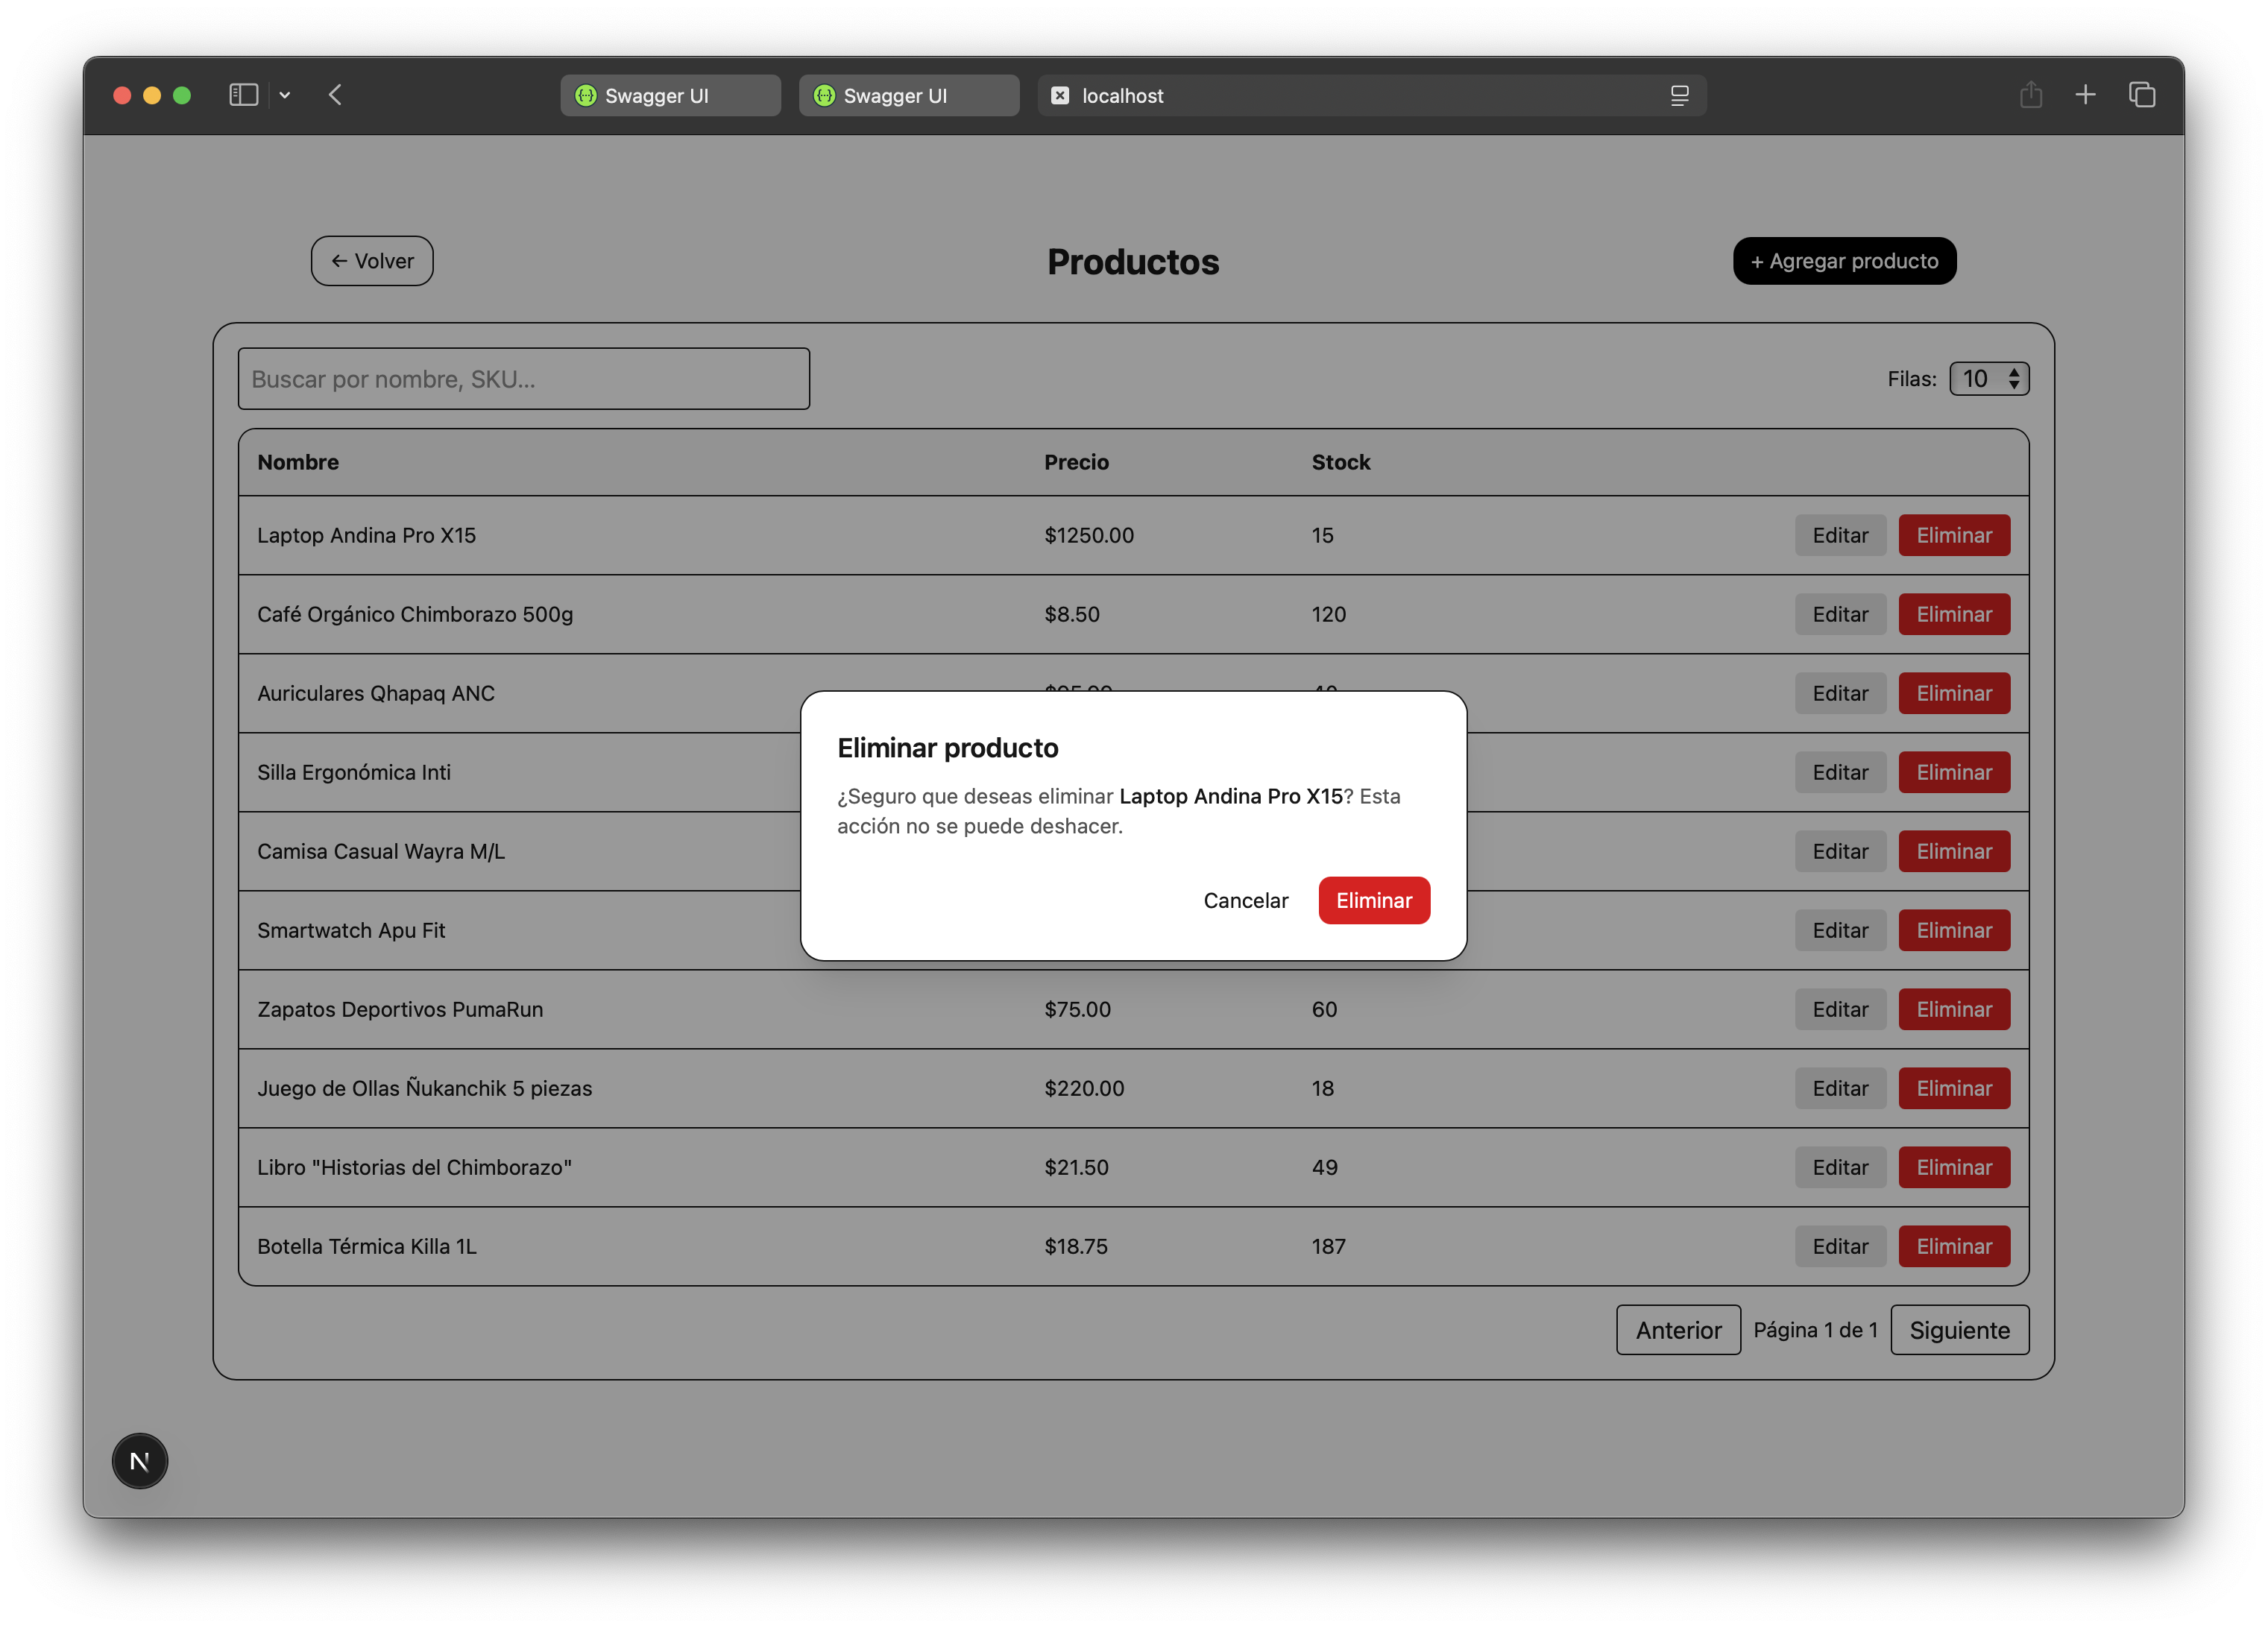 Swagger UI
Swagger UI
localhost
← Volver
Productos
+ Agregar producto
Buscar por nombre, SKU...
Filas: 10
Nombre Precio Stock
Laptop Andina Pro X15 $1250.00 15 Editar Eliminar
Café Orgánico Chimborazo 500g $8.50 120 Editar Eliminar
Auriculares Qhapaq ANC Editar Eliminar
Silla Ergonómica Inti Editar Eliminar
Camisa Casual Wayra M/L Editar Eliminar
Smartwatch Apu Fit Editar Eliminar
Zapatos Deportivos PumaRun $75.00 60 Editar Eliminar
Juego de Ollas Ñukanchik 5 piezas $220.00 18 Editar Eliminar
Libro "Historias del Chimborazo" $21.50 49 Editar Eliminar
Botella Térmica Killa 1L $18.75 187 Editar Eliminar
Eliminar producto
¿Seguro que deseas eliminar Laptop Andina Pro X15? Esta
acción no se puede deshacer.
Cancelar Eliminar
Anterior Página 1 de 1 Siguiente
N